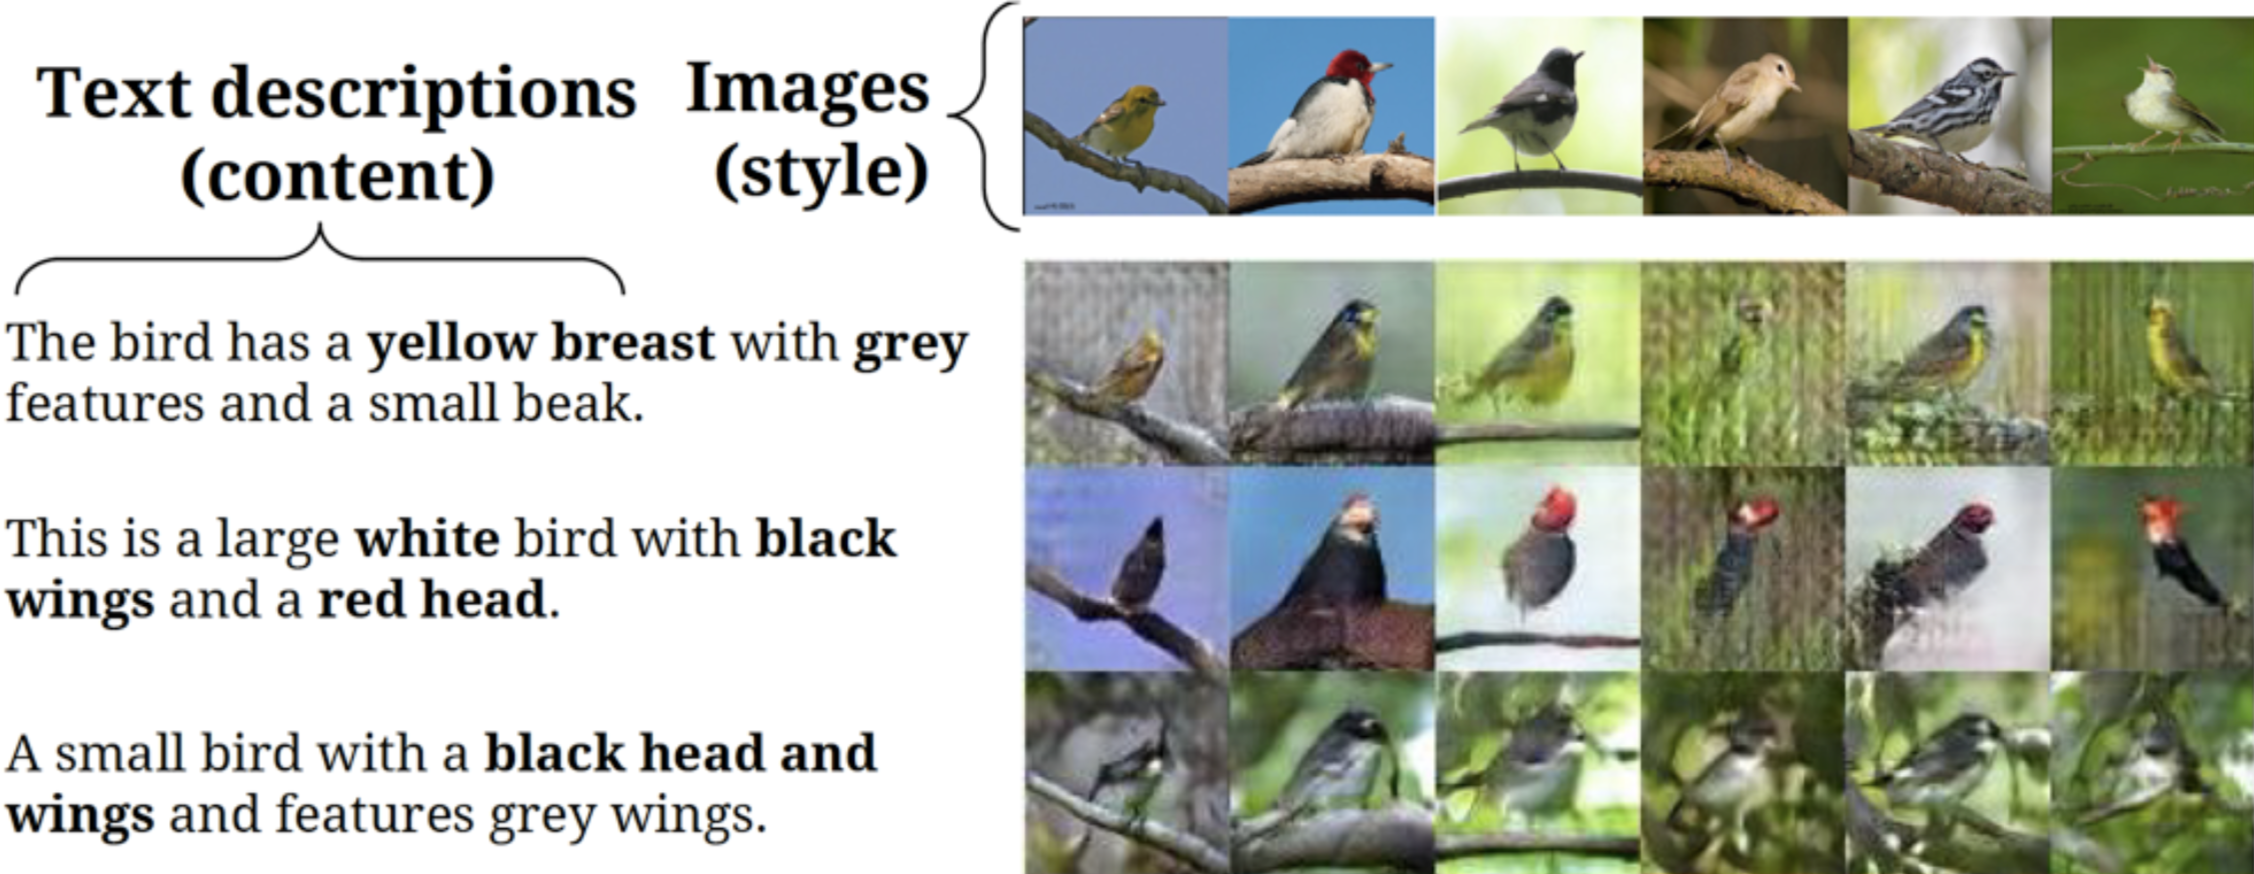 Text descriptions
(content)
Images
(style)
The bird has a yellow breast with grey
features and a small beak.
This is a large white bird with black
wings and a red head.
A small bird with a black head and
wings and features grey wings.